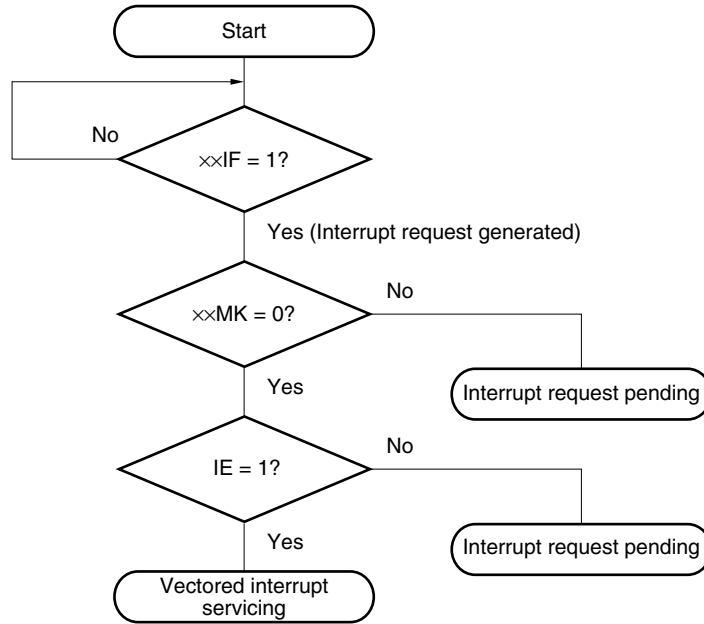 Start
No
××IF = 1?
Yes (Interrupt request generated)
××MK = 0?
No
Interrupt request pending
Yes
IE = 1?
No
Interrupt request pending
Yes
Vectored interrupt
servicing